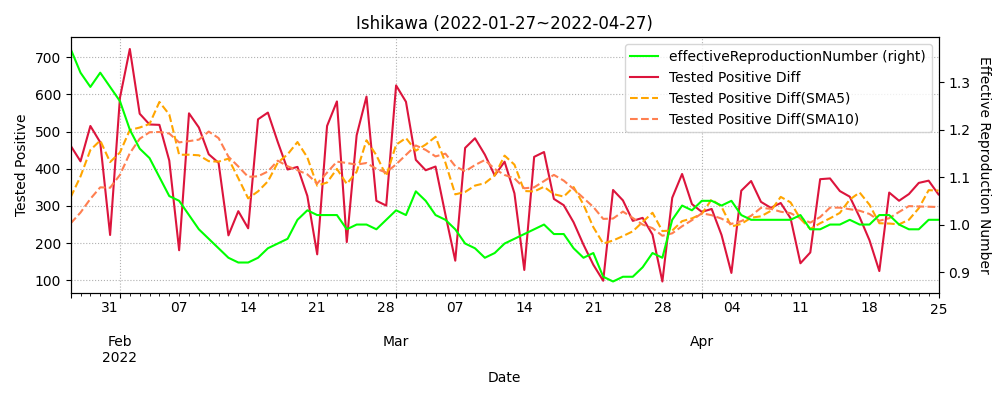 Ishikawa (2022-01-27~2022-04-27)
effectiveReproductionNumber (right)
Tested Positive Diff
Tested Positive Diff(SMA5)
Tested Positive Diff(SMA10)
Tested Positive
700
600
500
400
300
200
100
1.3
1.2
1.1
1.0
0.9
Effective Reproduction Number
31 07 14 21 28 07 14 21 28 04 11 18 25
Feb Mar Apr
2022
Date